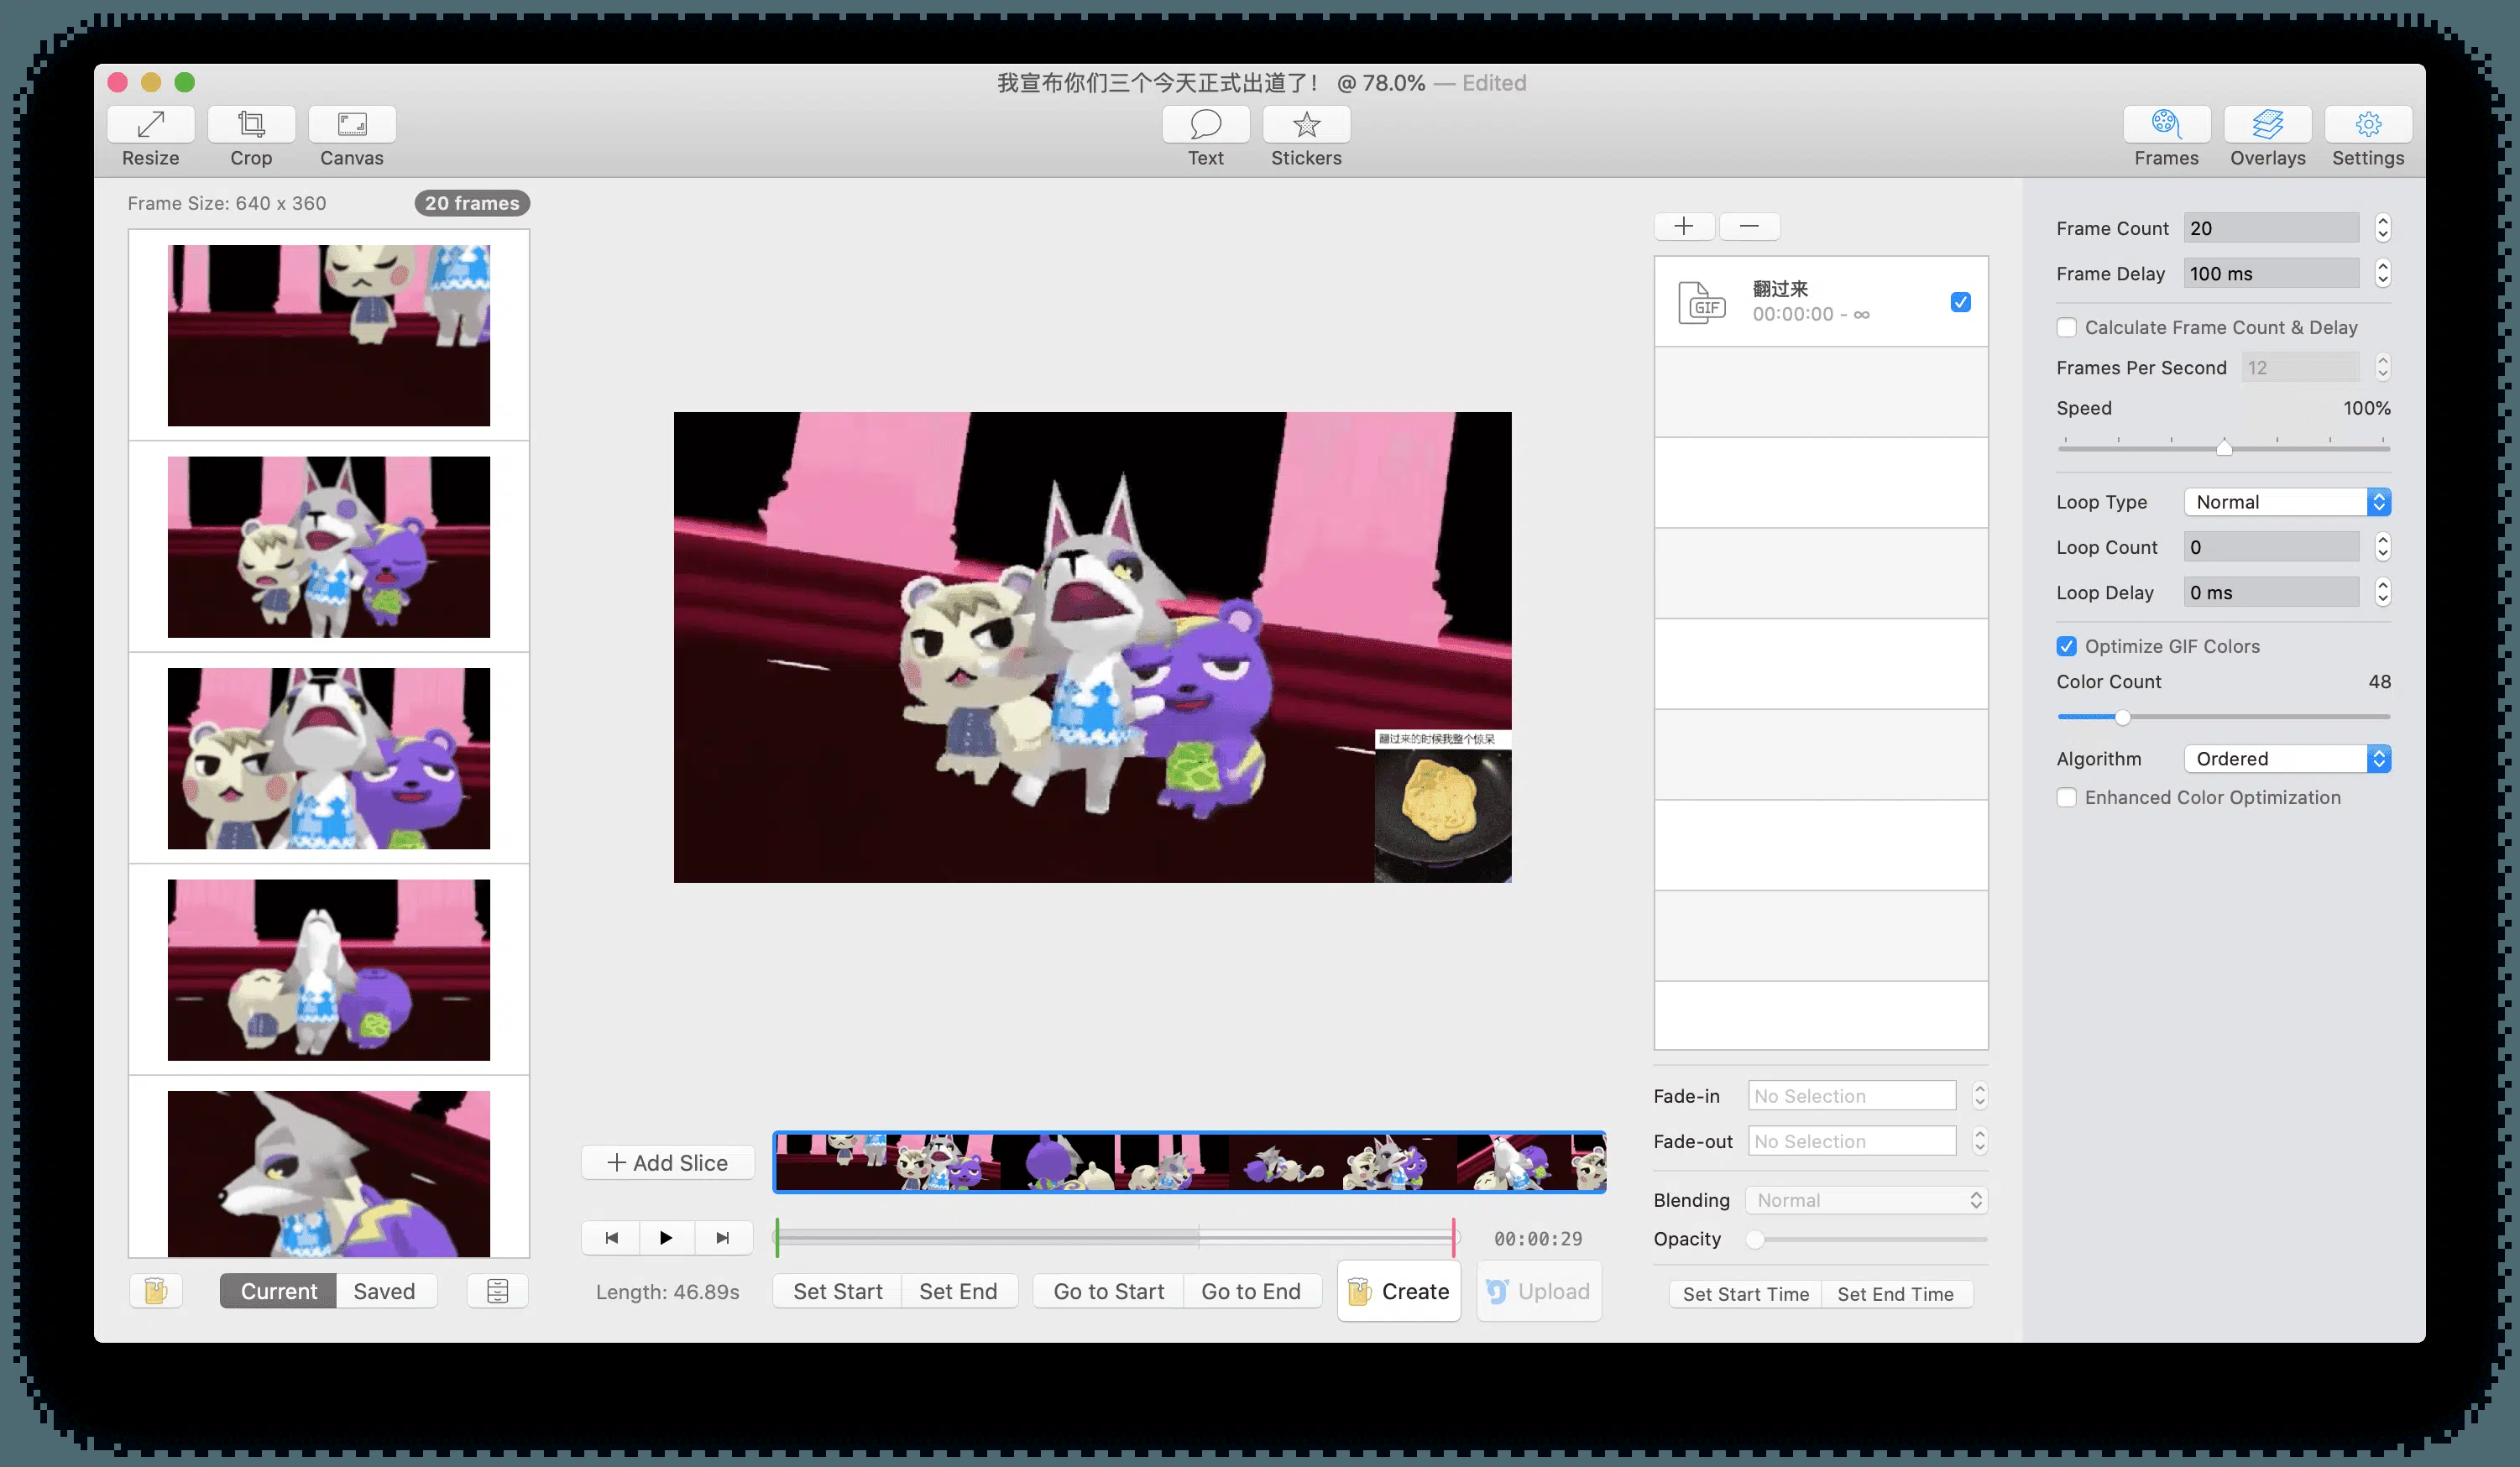 我宣布你们三个今天正式出道了！ @ 78.0% — Edited
Resize
Crop
Canvas
Text
Stickers
Frames
Overlays
Settings
Frame Size: 640 x 360
20 frames
翻过来的时候我整个惊呆
GIF
翻过来
00:00:00 - ∞
Frame Count 20
Frame Delay 100 ms
Calculate Frame Count & Delay
Frames Per Second 12
Speed 100%
Loop Type Normal
Loop Count 0
Loop Delay 0 ms
Optimize GIF Colors
Color Count 48
Algorithm Ordered
Enhanced Color Optimization
Fade-in No Selection
Fade-out No Selection
Blending Normal
Opacity
Set Start Time
Set End Time
Add Slice
00:00:29
Current
Saved
Length: 46.89s
Set Start
Set End
Go to Start
Go to End
Create
Upload